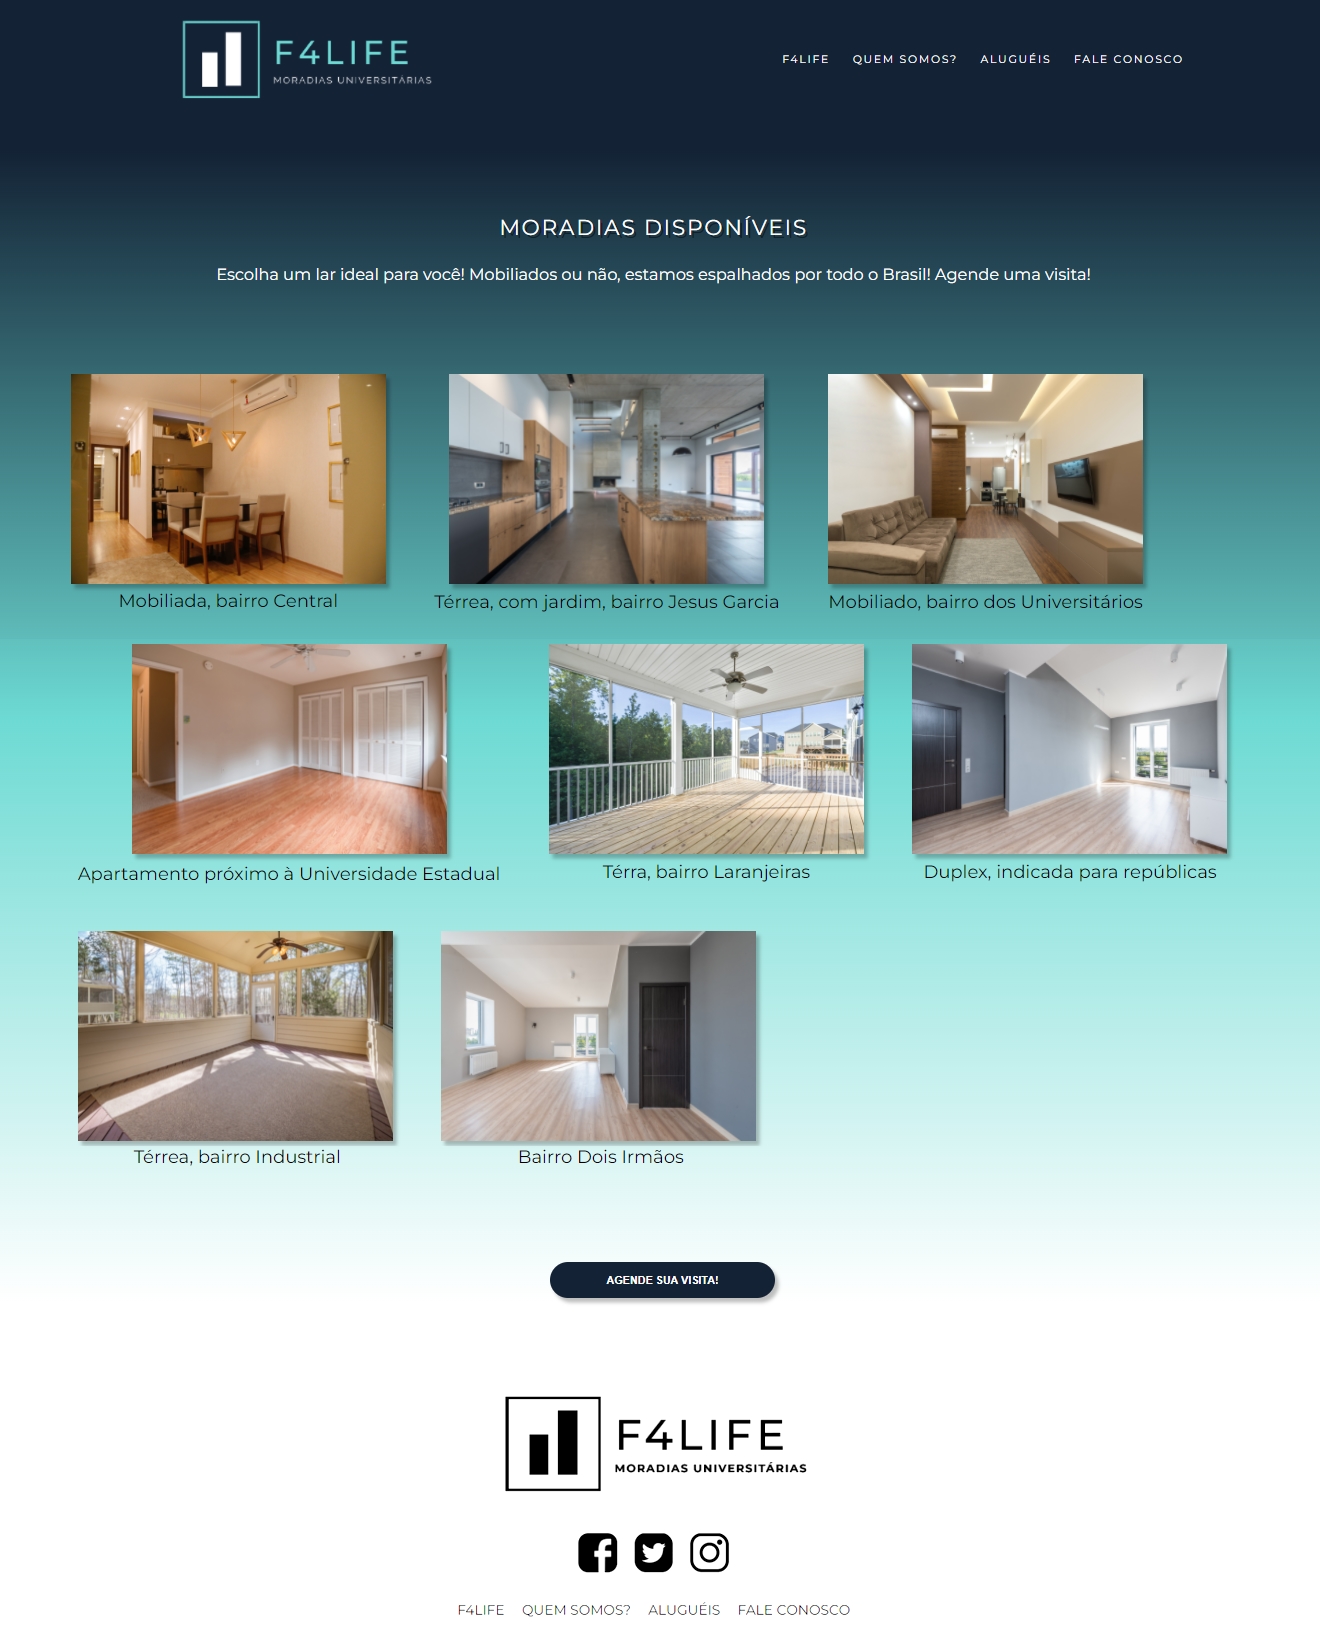 F4LIFE
MORADIAS UNIVERSITÁRIAS
F4LIFE QUEM SOMOS? ALUGUÉIS FALE CONOSCO
MORADIAS DISPONÍVEIS
Escolha um lar ideal para você! Mobiliados ou não, estamos espalhados por todo o Brasil! Agende uma visita!
Mobiliada, bairro Central
Térrea, com jardim, bairro Jesus Garcia
Mobiliado, bairro dos Universitários
Apartamento próximo à Universidade Estadual
Térra, bairro Laranjeiras
Duplex, indicada para repúblicas
Térrea, bairro Industrial
Bairro Dois Irmãos
AGENDE SUA VISITA!
F4LIFE
MORADIAS UNIVERSITÁRIAS
F4LIFE QUEM SOMOS? ALUGUÉIS FALE CONOSCO